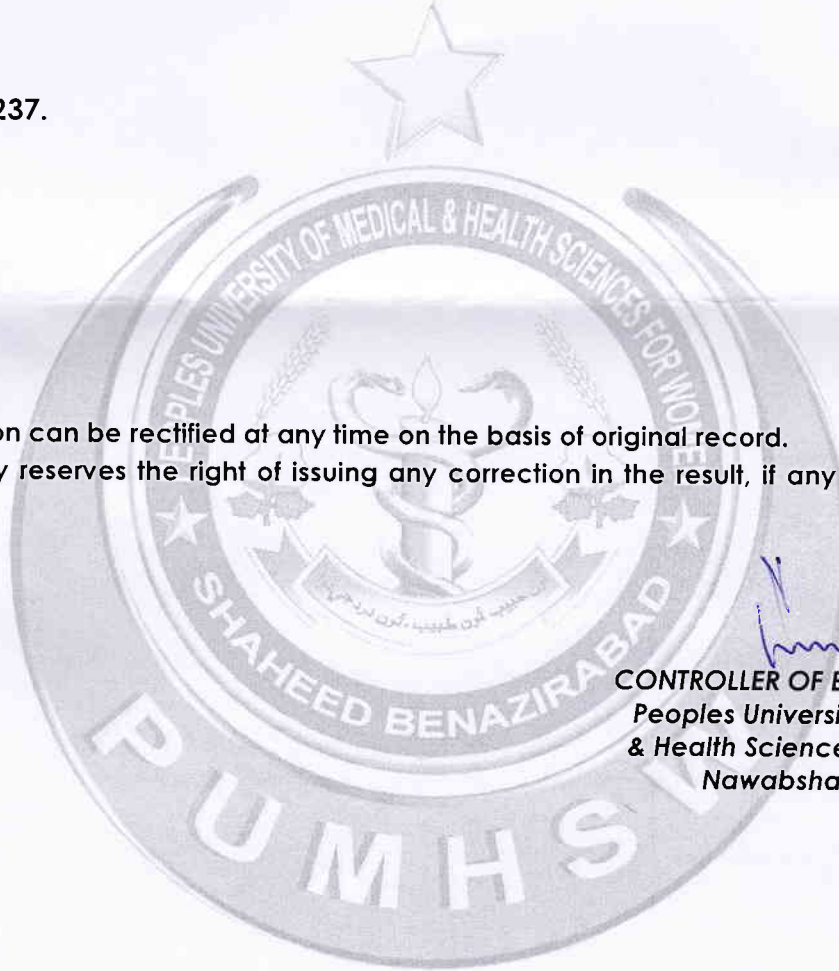 237.
PEOPLES UNIVERSITY OF MEDICAL & HEALTH SCIENCES FOR WOME
on can be rectified at any time on the basis of original record.
y reserves the right of issuing any correction in the result, if any
SHAHEED BENAZIRABAD
CONTROLLER OF E
Peoples Universi
& Health Science
Nawabsha
PUMHSW